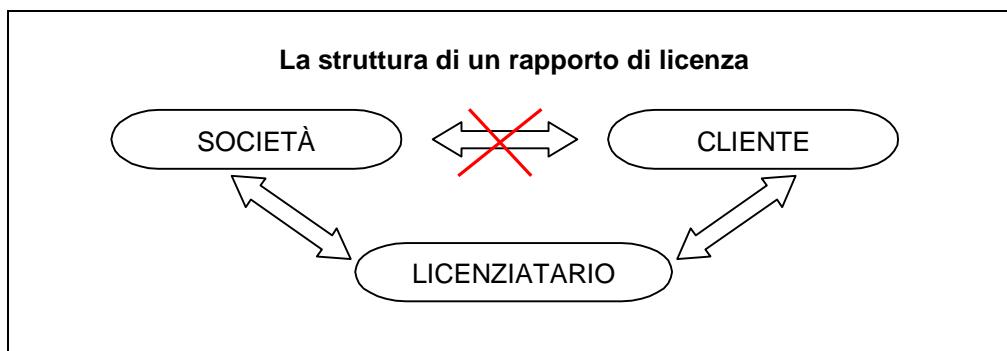 La struttura di un rapporto di licenza
SOCIETÀ
CLIENTE
LICENZIATARIO